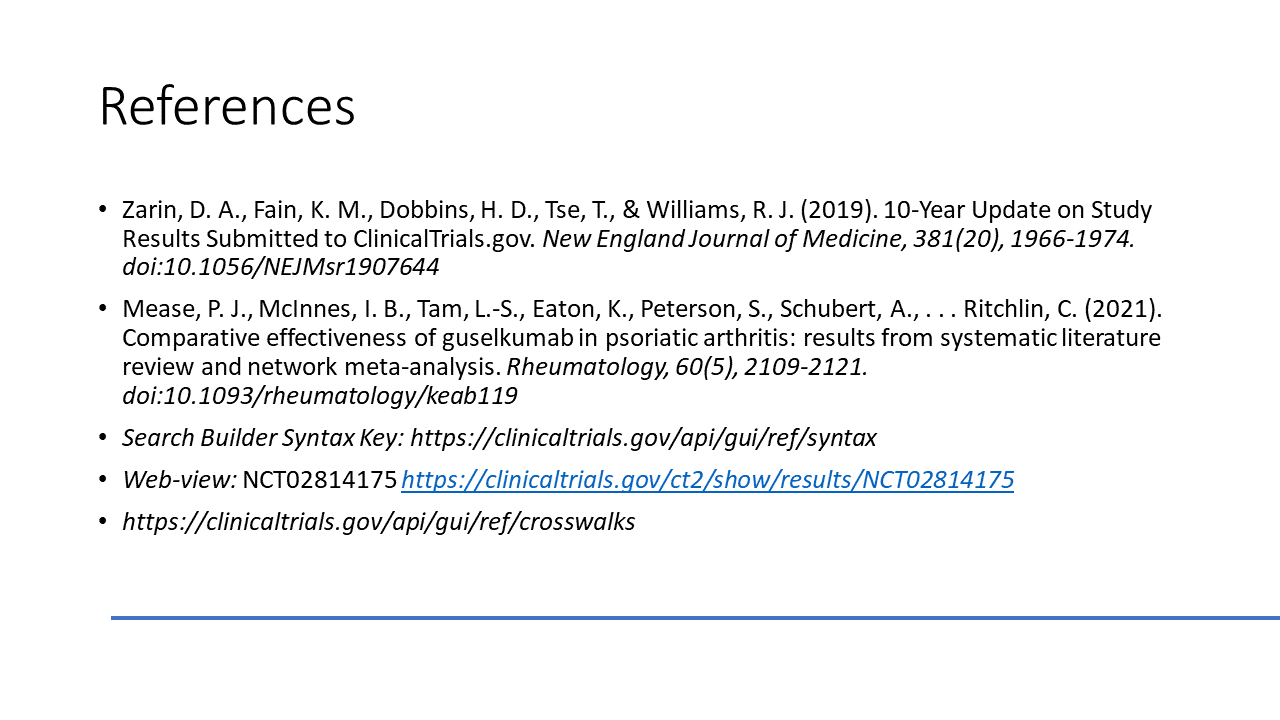 References
• Zarin, D. A., Fain, K. M., Dobbins, H. D., Tse, T., & Williams, R. J. (2019). 10-Year Update on Study
Results Submitted to ClinicalTrials.gov. New England Journal of Medicine, 381(20), 1966-1974.
doi:10.1056/NEJMsr1907644
• Mease, P. J., McInnes, I. B., Tam, L.-S., Eaton, K., Peterson, S., Schubert, A., . . . Ritchlin, C. (2021).
Comparative effectiveness of guselkumab in psoriatic arthritis: results from systematic literature
review and network meta-analysis. Rheumatology, 60(5), 2109-2121.
doi:10.1093/rheumatology/keab119
• Search Builder Syntax Key: https://clinicaltrials.gov/api/gui/ref/syntax
• Web-view: NCT02814175 https://clinicaltrials.gov/ct2/show/results/NCT02814175
• https://clinicaltrials.gov/api/gui/ref/crosswalks